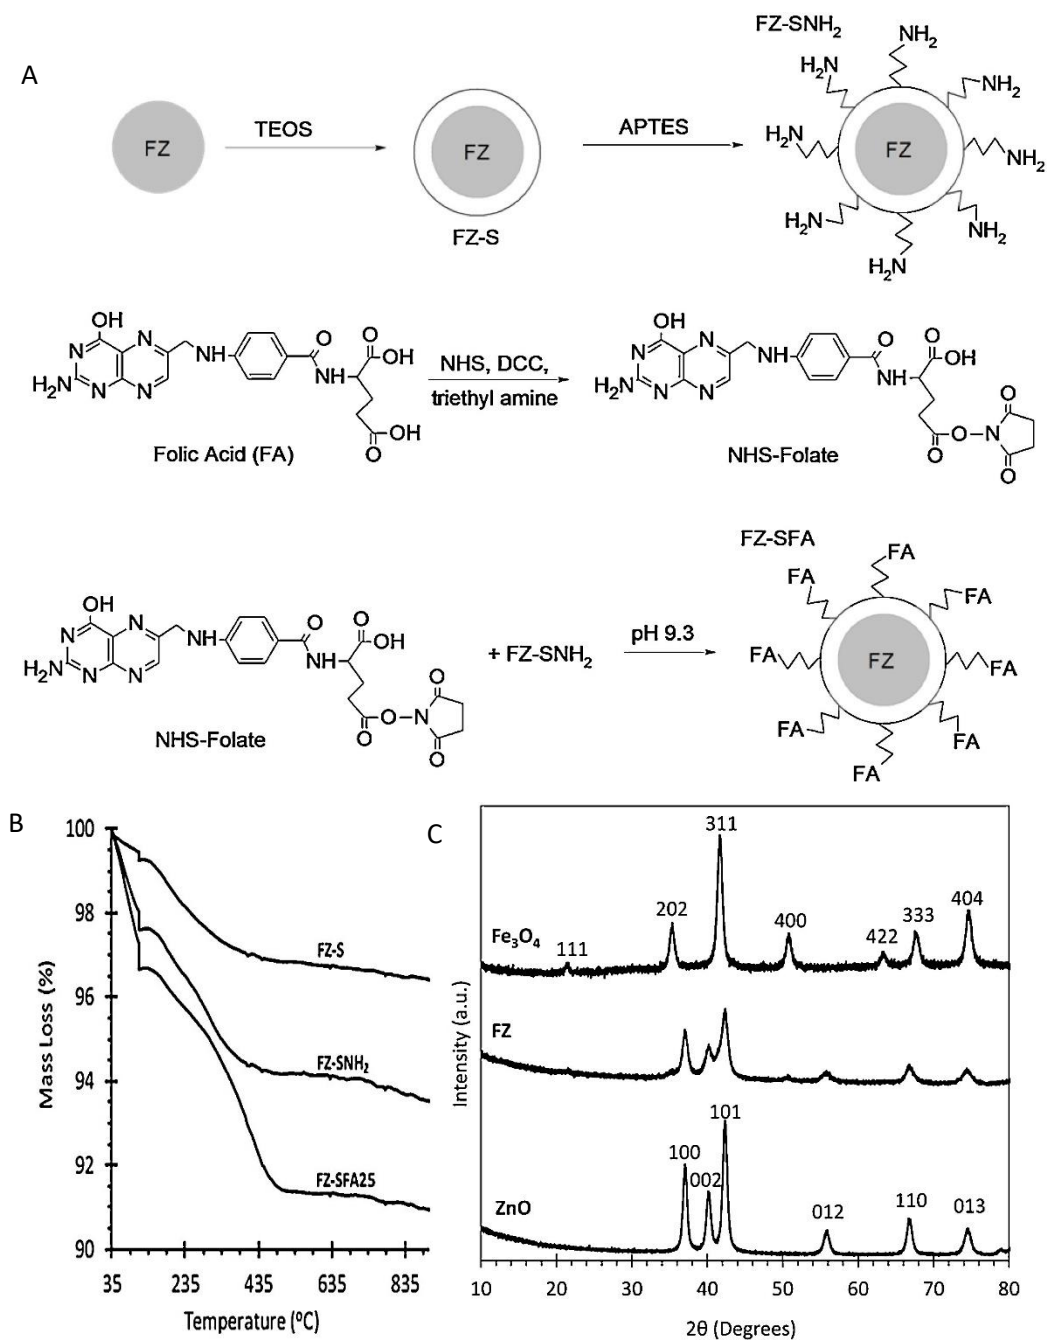 A
FZ
TEOS
FZ
FZ-S
APTES
FZ-SNH₂
NH₂
H₂N
NH₂
H₂N
FZ
NH₂
H₂N
NH₂
H₂N
OH
N
N
N
NH
O
O
OH
HN
H₂N
N
N
O
OH
Folic Acid (FA)
NHS, DCC,
triethyl amine
OH
N
N
N
NH
O
O
OH
HN
H₂N
N
N
O
O
N
O
O
NHS-Folate
OH
N
N
N
NH
O
O
OH
HN
H₂N
N
N
O
O
N
O
O
NHS-Folate
+ FZ-SNH₂
pH 9.3
FZ-SFA
FA
FA
FA
FA
FZ
FA
FA
FA
FA
B
100
98
96
94
92
90
Mass Loss (%)
FZ-S
FZ-SNH₂
FZ-SFA25
35 235 435 635 835
Temperature (ºC)
C
311
202
404
400
333
422
111
Fe₃O₄
FZ
101
100
002
110
012
013
ZnO
Intensity (a.u.)
10 20 30 40 50 60 70 80
2θ (Degrees)